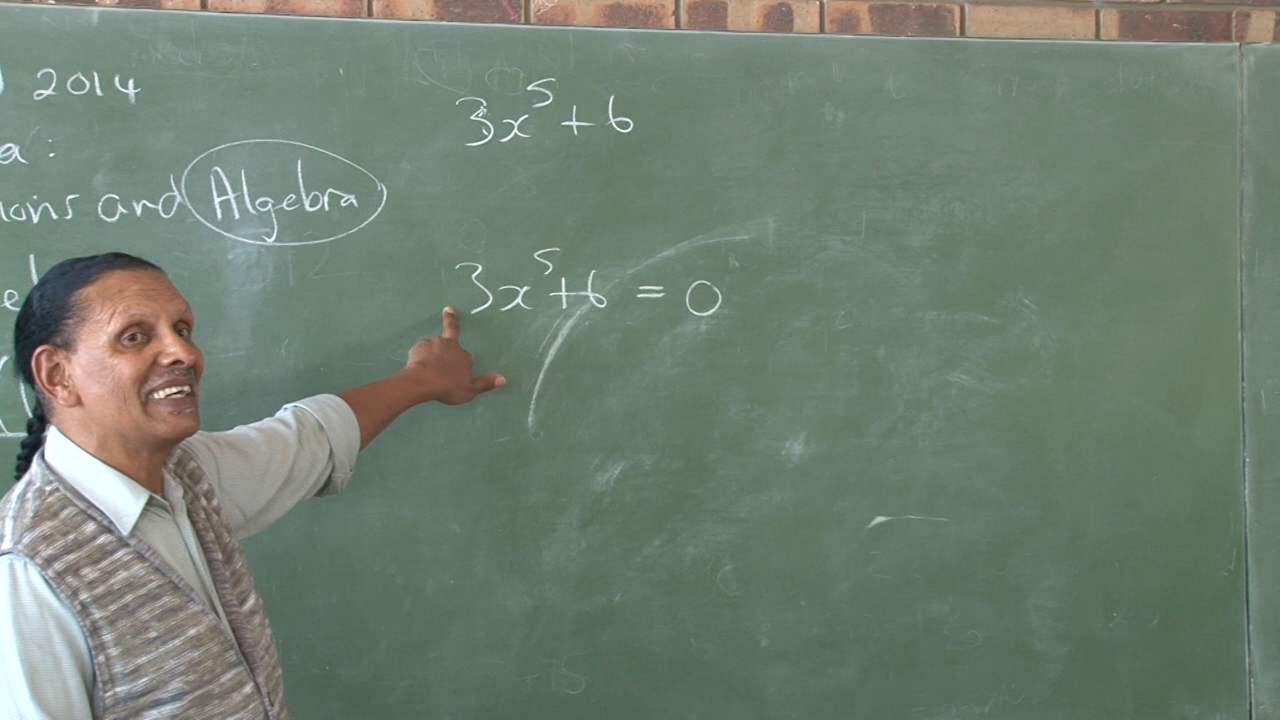 2014
a:
ions and Algebra
e
3x⁵+6
3x⁵+6 = 0